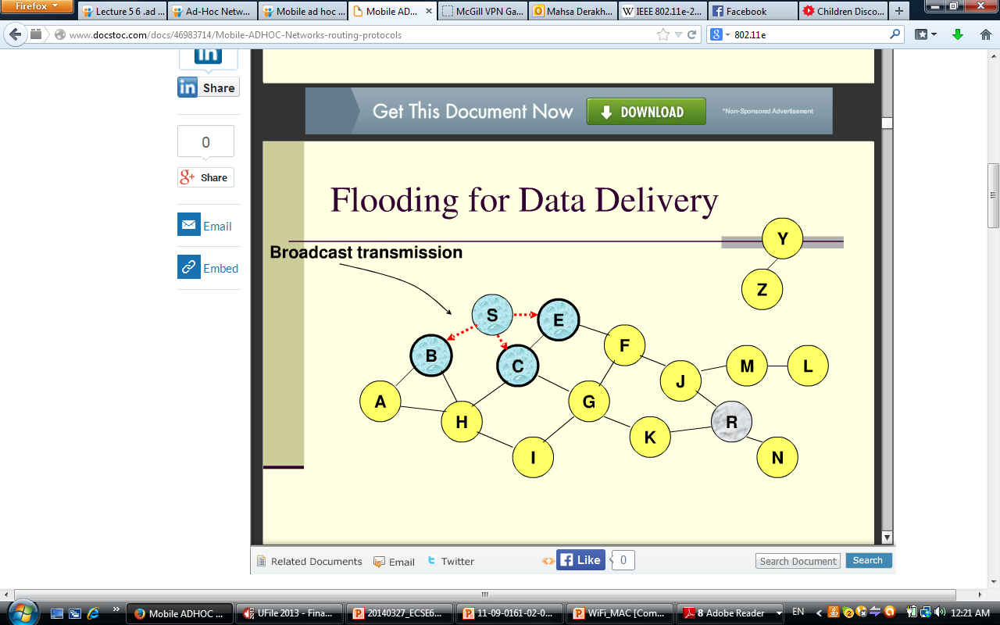 Firefox
Lecture 5 6 .ad ...
Ad-Hoc Netw...
Mobile ad hoc ...
Mobile AD...
McGill VPN Ga...
Mahsa Derakh...
IEEE 802.11e-2...
Facebook
Children Disco...
www.docstoc.com/docs/46983714/Mobile-ADHOC-Networks-routing-protocols
802.11e
Share
0
Share
Email
Embed
Get This Document Now
DOWNLOAD
*Non-Sponsored Advertisement
Flooding for Data Delivery
Broadcast transmission
Y
Z
S
E
B
C
F
J
M
L
A
H
G
I
K
R
N
Related Documents
Email
Twitter
Like
0
Search Document
Search
Mobile ADHOC ...
UFile 2013 - Fina...
20140327_ECSE6...
11-09-0161-02-0...
WiFi_MAC [Com...
8 Adobe Reader
EN
12:21 AM